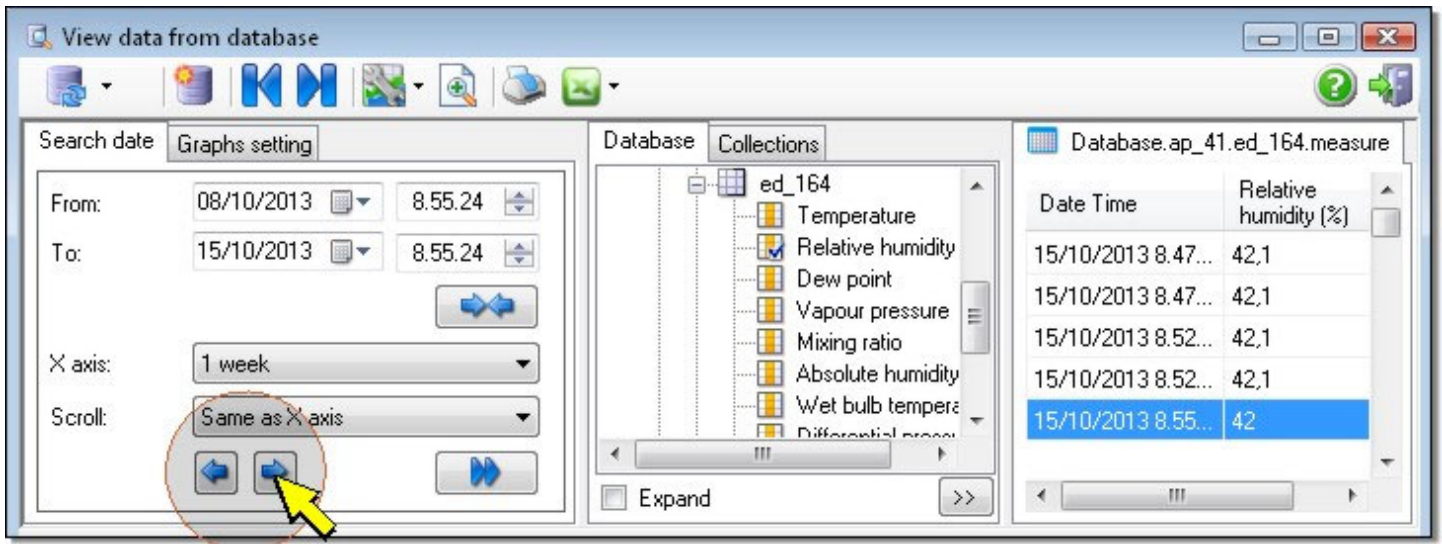 View data from database
Search date
Graphs setting
From:
08/10/2013
8.55.24
To:
15/10/2013
8.55.24
X axis:
1 week
Scroll:
Same as X axis
Database
Collections
ed_164
Temperature
Relative humidity
Dew point
Vapour pressure
Mixing ratio
Absolute humidity
Wet bulb tempera
Expand
>>
Database.ap_41.ed_164.measure
Date Time
Relative
humidity (%)
15/10/2013 8.47... 42,1
15/10/2013 8.47... 42,1
15/10/2013 8.52... 42,1
15/10/2013 8.52... 42,1
15/10/2013 8.55... 42